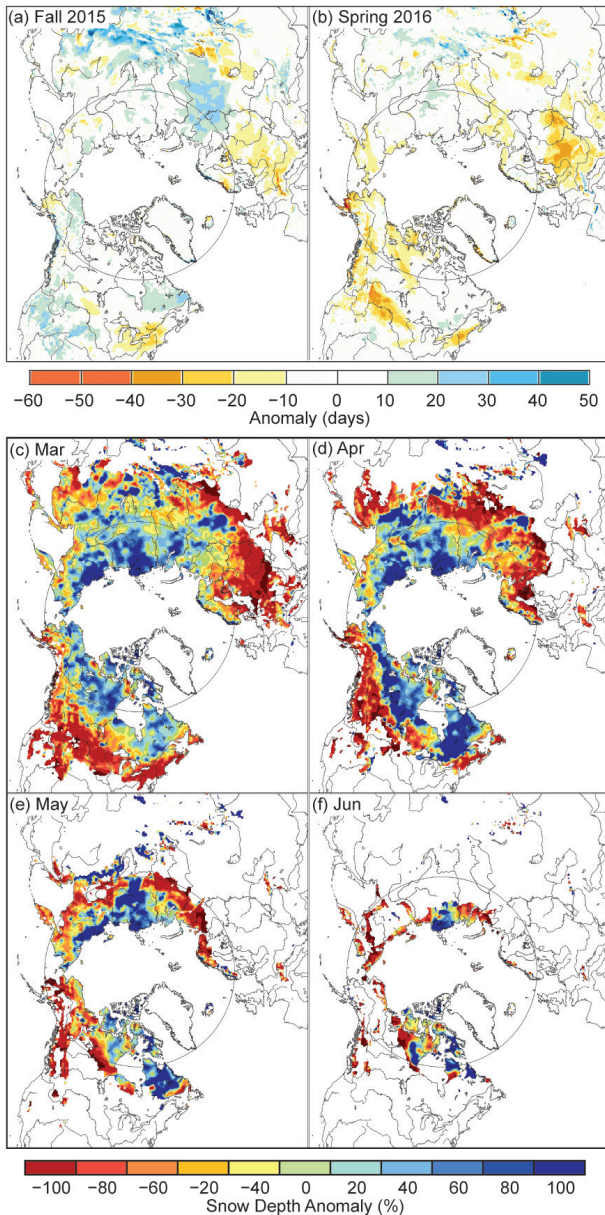 (a) Fall 2015
(b) Spring 2016
−60 −50 −40 −30 −20 −10 0 10 20 30 40 50
Anomaly (days)
(c) Mar
(d) Apr
(e) May
(f) Jun
−100 −80 −60 −20 −40 0 20 40 60 80 100
Snow Depth Anomaly (%)